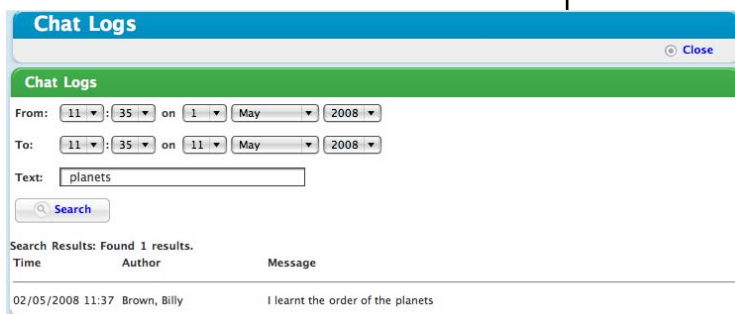 Chat Logs
Close
Chat Logs
From: 11 : 35 on 1 May 2008
To: 11 : 35 on 11 May 2008
Text: planets
Search
Search Results: Found 1 results.
Time Author Message
02/05/2008 11:37 Brown, Billy I learnt the order of the planets